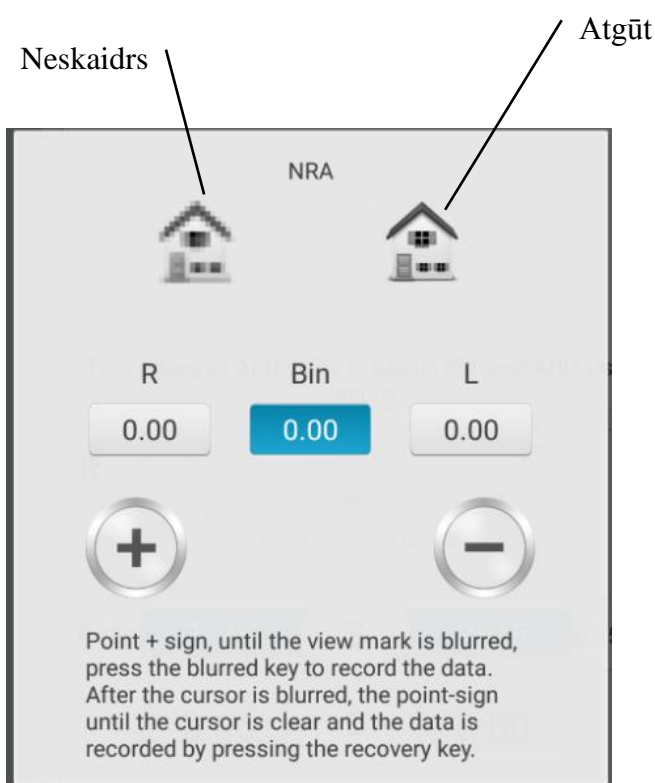 Atgūt
Neskaidrs
NRA
R Bin L
0.00 0.00 0.00
Point + sign, until the view mark is blurred,
press the blurred key to record the data.
After the cursor is blurred, the point-sign
until the cursor is clear and the data is
recorded by pressing the recovery key.